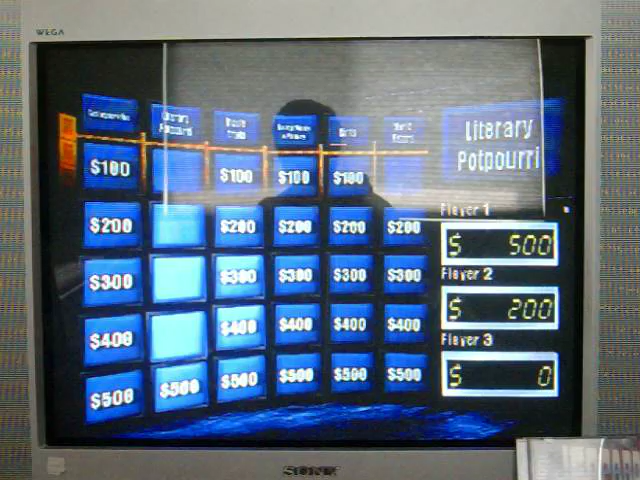 WEGA
Literary Potpourri
Literary
Potpourri
$100 $100 $100 $100
$200 $200 $200 $200 $200
$300 $300 $300 $300 $300
$400 $400 $400 $400 $400
$500 $500 $500 $500 $500 $500
Player 1
$ 500
Player 2
$ 200
Player 3
$ 0
SONY